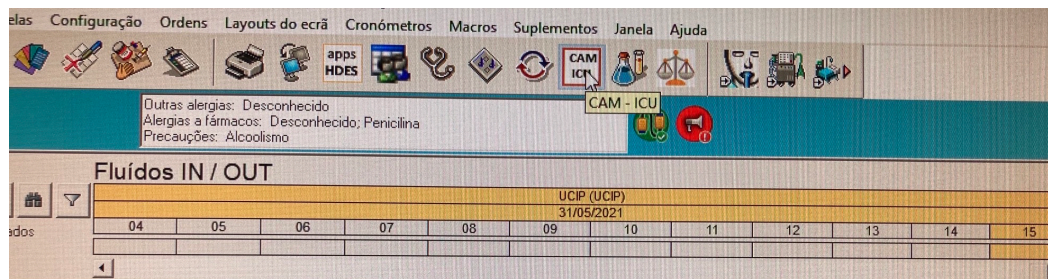 elas Configuração Ordens Layouts do ecrã Cronómetros Macros Suplementos Janela Ajuda
apps
HDES
CAM
ICU
CAM - ICU
Outras alergias: Desconhecido
Alergias a fármacos: Desconhecido; Penicilina
Precauções: Alcoolismo
Fluídos IN / OUT
UCIP (UCIP)
31/05/2021
ados 04 05 06 07 08 09 10 11 12 13 14 15